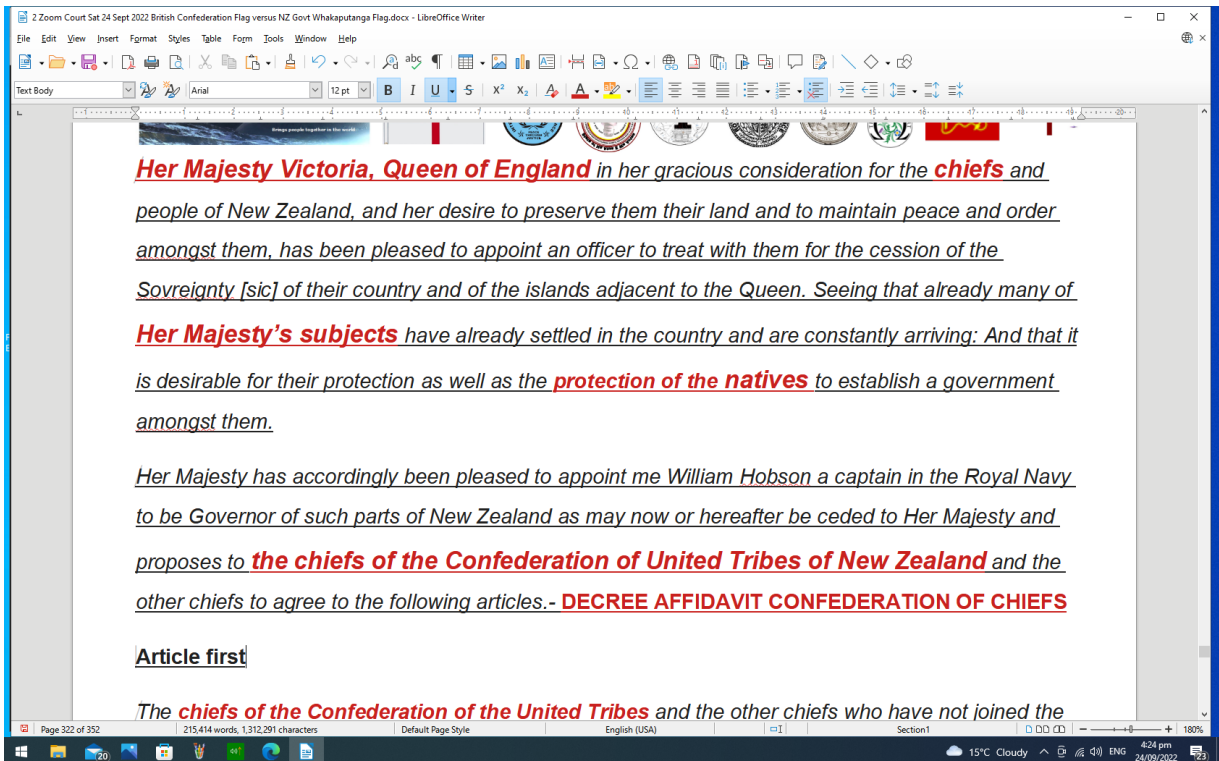 2 Zoom Court Sat 24 Sept 2022 British Confederation Flag versus NZ Govt Whakaputanga Flag.docx - LibreOffice Writer
File Edit View Insert Format Styles Table Form Tools Window Help
Text Body Arial 12 pt
Brings people together in the world.
Her Majesty Victoria, Queen of England in her gracious consideration for the chiefs and
people of New Zealand, and her desire to preserve them their land and to maintain peace and order
amongst them, has been pleased to appoint an officer to treat with them for the cession of the
Sovreignty [sic] of their country and of the islands adjacent to the Queen. Seeing that already many of
Her Majesty's subjects have already settled in the country and are constantly arriving: And that it
is desirable for their protection as well as the protection of the natives to establish a government
amongst them.
Her Majesty has accordingly been pleased to appoint me William Hobson a captain in the Royal Navy
to be Governor of such parts of New Zealand as may now or hereafter be ceded to Her Majesty and
proposes to the chiefs of the Confederation of United Tribes of New Zealand and the
other chiefs to agree to the following articles.- DECREE AFFIDAVIT CONFEDERATION OF CHIEFS
Article first
The chiefs of the Confederation of the United Tribes and the other chiefs who have not joined the
Page 322 of 352 215,414 words, 1,312,291 characters Default Page Style English (USA) Section1 180%
20 15°C Cloudy ENG 4:24 pm
24/09/2022 23